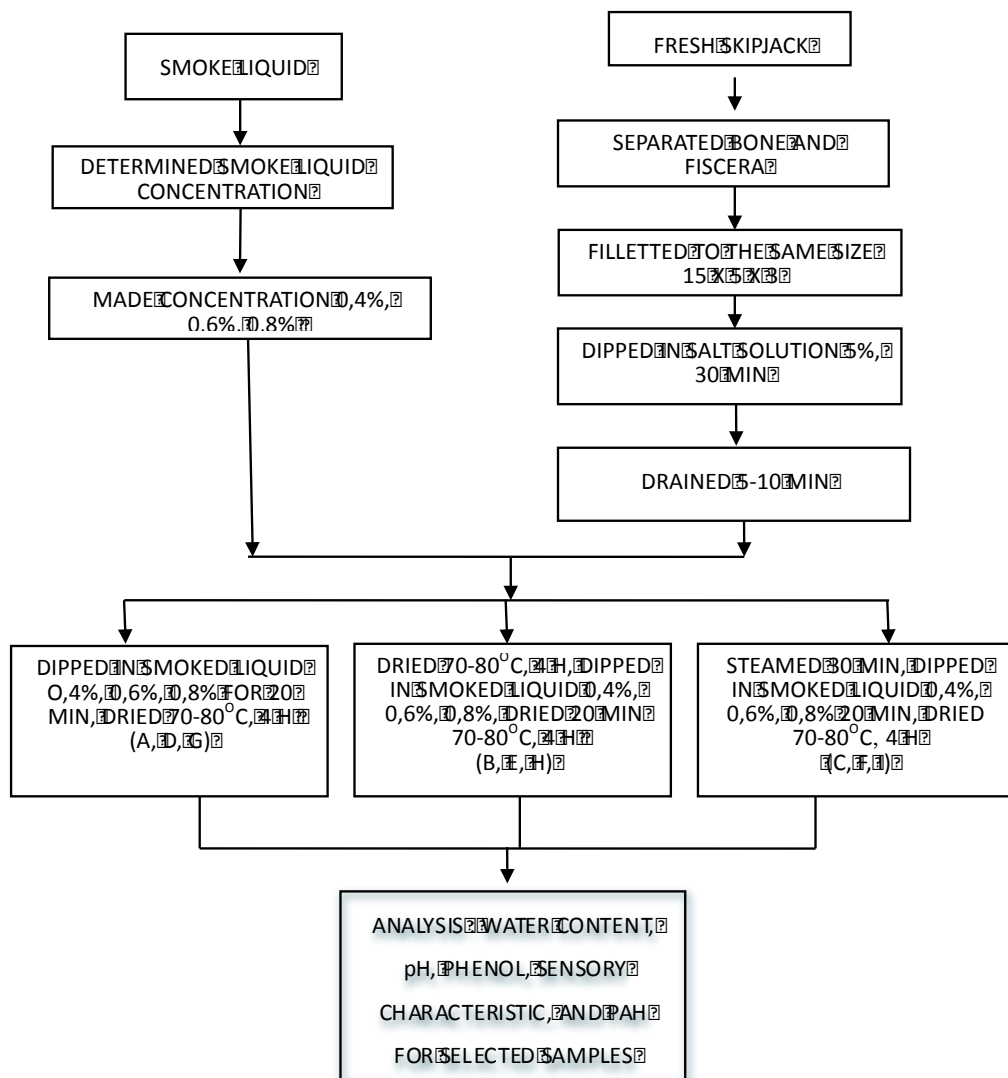 SMOKE LIQUID
DETERMINED SMOKE LIQUID
CONCENTRATION
MADE CONCENTRATION 0,4%,
0,6%, 0,8%
FRESH SKIPJACK
SEPARATED BONE AND
FISCERA
FILLETTED TO THE SAME SIZE
15 X 5 X 3
DIPPED IN SALT SOLUTION 5%,
30 MIN
DRAINED 5-10 MIN
DIPPED IN SMOKED LIQUID
O,4%, 0,6%, 0,8% FOR 20
MIN, DRIED 70-80°C, 4 H
(A, D, G)
DRIED 70-80°C, 4 H, DIPPED
IN SMOKED LIQUID 0,4%,
0,6%, 0,8%, DRIED 20 MIN
70-80°C, 4 H
(B, E, H)
STEAMED 30 MIN, DIPPED
IN SMOKED LIQUID 0,4%,
0,6%, 0,8% 20 MIN, DRIED
70-80°C, 4 H
(C, F, I)
ANALYSIS WATER CONTENT,
pH, PHENOL, SENSORY
CHARACTERISTIC, AND PAH
FOR SELECTED SAMPLES